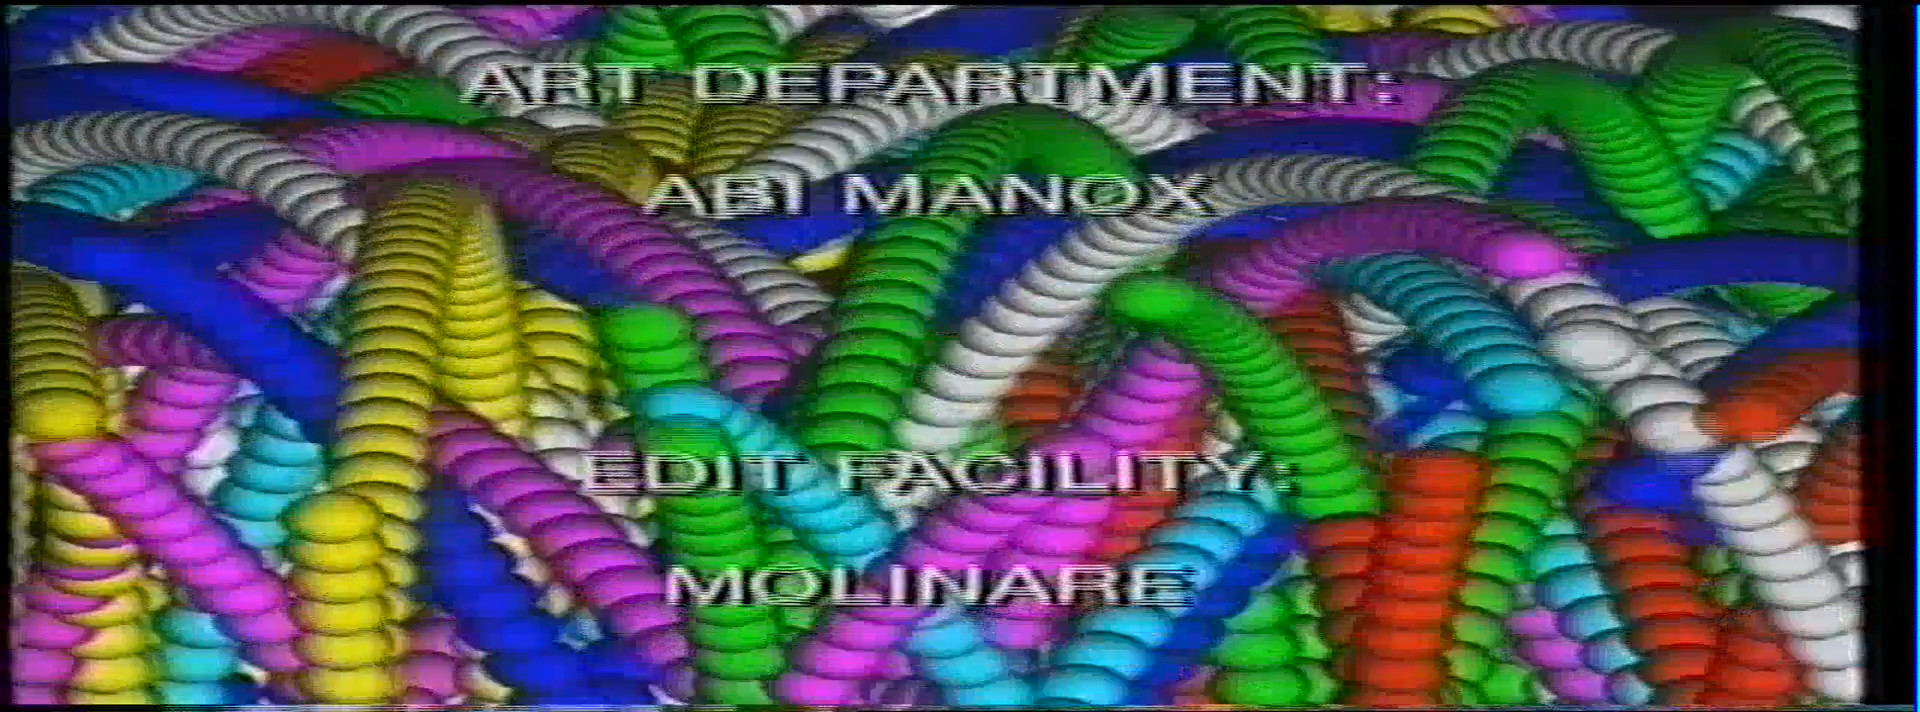 ART DEPARTMENT:
ABI MANOX
EDIT FACILITY:
MOLINARE